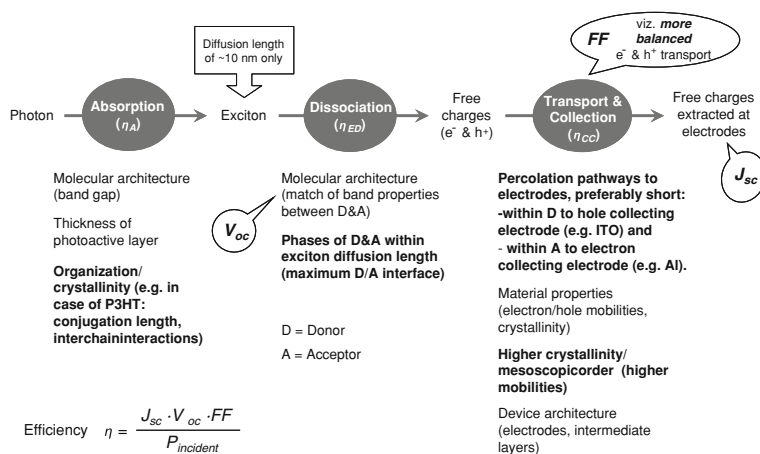 Diffusion length
of ~10 nm only
FF viz. more
balanced
e⁻ & h⁺ transport
Photon
Absorption
(ηA)
Exciton
Dissociation
(ηED)
Free
charges
(e⁻ & h⁺)
Transport &
Collection
(ηCC)
Free charges
extracted at
electrodes
Jsc
Molecular architecture
(band gap)
Thickness of
photoactive layer
Organization/
crystallinity (e.g. in
case of P3HT:
conjugation length,
interchaininteractions)
Voc
Molecular architecture
(match of band properties
between D&A)
Phases of D&A within
exciton diffusion length
(maximum D/A interface)
D = Donor
A = Acceptor
Percolation pathways to
electrodes, preferably short:
-within D to hole collecting
electrode (e.g. ITO) and
- within A to electron
collecting electrode (e.g. Al).
Material properties
(electron/hole mobilities,
crystallinity)
Higher crystallinity/
mesoscopicorder (higher
mobilities)
Device architecture
(electrodes, intermediate
layers)
Efficiency η = Jsc · Voc · FF
Pincident